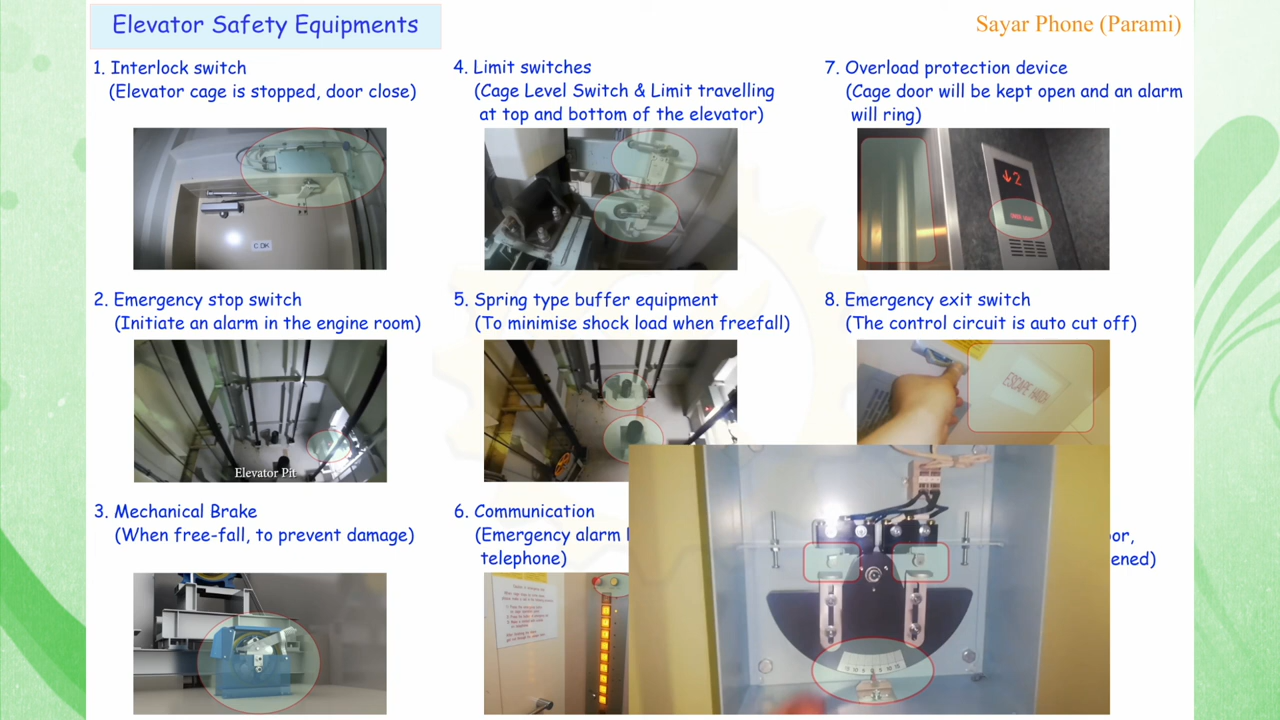 Elevator Safety Equipments
Sayar Phone (Parami)
1. Interlock switch
(Elevator cage is stopped, door close)
C DK
2. Emergency stop switch
(Initiate an alarm in the engine room)
Elevator Pit
3. Mechanical Brake
(When free-fall, to prevent damage)
4. Limit switches
(Cage Level Switch & Limit travelling
at top and bottom of the elevator)
5. Spring type buffer equipment
(To minimise shock load when freefall)
6. Communication
(Emergency alarm
telephone)
7. Overload protection device
(Cage door will be kept open and an alarm
will ring)
2
8. Emergency exit switch
(The control circuit is auto cut off)
ESCAPE HATCH